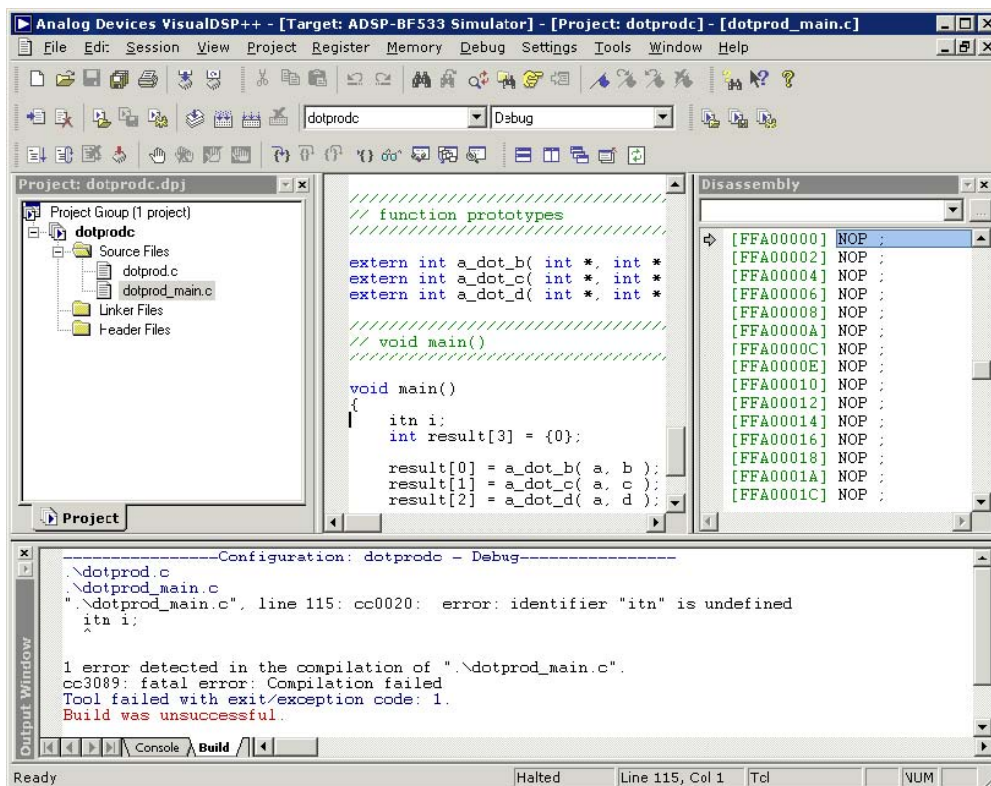 Analog Devices VisualDSP++ - [Target: ADSP-BF533 Simulator] - [Project: dotprodc] - [dotprod_main.c]
File Edit Session View Project Register Memory Debug Settings Tools Window Help
dotprodc Debug
Project: dotprodc.dpj
Project Group (1 project)
dotprodc
Source Files
dotprod.c
dotprod_main.c
Linker Files
Header Files
Project
////////////////////////////////
// function prototypes
////////////////////////////////
extern int a_dot_b( int *, int *
extern int a_dot_c( int *, int *
extern int a_dot_d( int *, int *
////////////////////////////////
// void main()
////////////////////////////////
void main()
{
itn i;
int result[3] = {0};
result[0] = a_dot_b( a, b );
result[1] = a_dot_c( a, c );
result[2] = a_dot_d( a, d );
Disassembly
[FFA00000] NOP ;
[FFA00002] NOP ;
[FFA00004] NOP ;
[FFA00006] NOP ;
[FFA00008] NOP ;
[FFA0000A] NOP ;
[FFA0000C] NOP ;
[FFA0000E] NOP ;
[FFA00010] NOP ;
[FFA00012] NOP ;
[FFA00014] NOP ;
[FFA00016] NOP ;
[FFA00018] NOP ;
[FFA0001A] NOP ;
[FFA0001C] NOP ;
Output Window
----------------Configuration: dotprodc - Debug----------------
.\dotprod.c
.\dotprod_main.c
".\dotprod_main.c", line 115: cc0020: error: identifier "itn" is undefined
itn i;
^
1 error detected in the compilation of ".\dotprod_main.c".
cc3089: fatal error: Compilation failed
Tool failed with exit/exception code: 1.
Build was unsuccessful.
Console Build
Ready Halted Line 115, Col 1 Tcl NUM